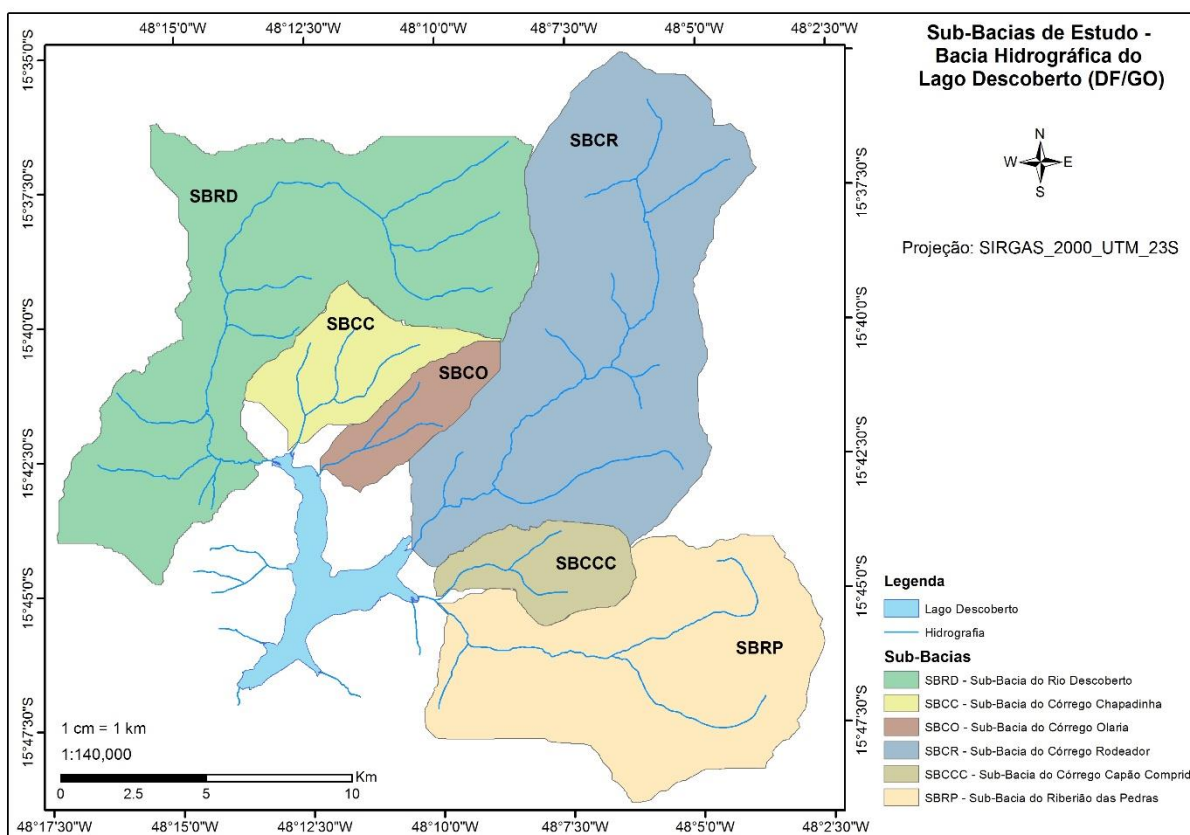 48°15'0"W
48°12'30"W
48°10'0"W
48°7'30"W
48°5'0"W
48°2'30"W
Sub-Bacias de Estudo -
Bacia Hidrográfica do
Lago Descoberto (DF/GO)
N
W
E
S
Projeção: SIRGAS_2000_UTM_23S
15°35'0"S
15°37'30"S
15°40'0"S
15°42'30"S
15°45'0"S
15°47'30"S
SBCR
SBRD
SBCC
SBCO
SBCCC
SBRP
15°37'30"S
15°40'0"S
15°42'30"S
15°45'0"S
15°47'30"S
Legenda
Lago Descoberto
Hidrografia
Sub-Bacias
SBRD - Sub-Bacia do Rio Descoberto
SBCC - Sub-Bacia do Córrego Chapadinha
SBCO - Sub-Bacia do Córrego Olaria
SBCR - Sub-Bacia do Córrego Rodeador
SBCCC - Sub-Bacia do Córrego Capão Comprid
SBRP - Sub-Bacia do Riberião das Pedras
1 cm = 1 km
1:140,000
Km
0
2.5
5
10
48°17'30"W
48°15'0"W
48°12'30"W
48°10'0"W
48°7'30"W
48°5'0"W
48°2'30"W